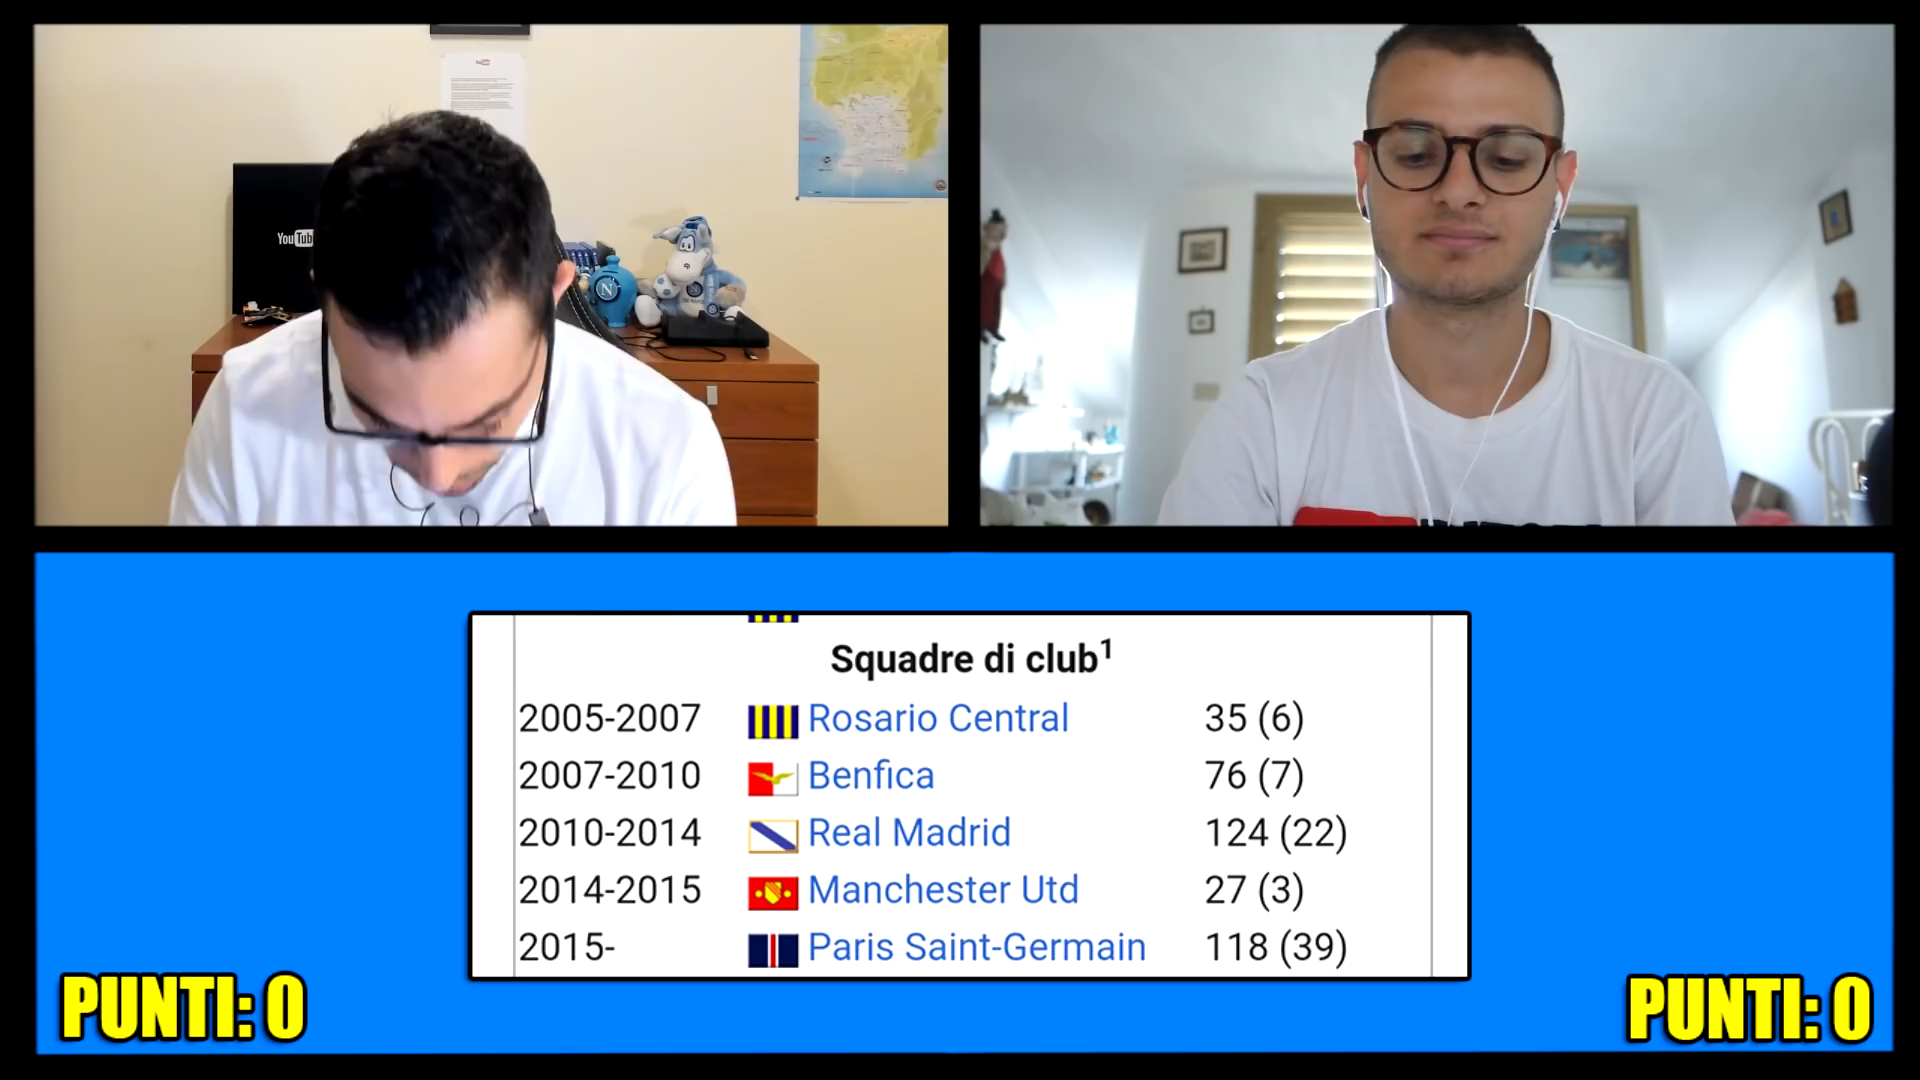 YouTube
N
Squadre di club¹
2005-2007 Rosario Central 35 (6)
2007-2010 Benfica 76 (7)
2010-2014 Real Madrid 124 (22)
2014-2015 Manchester Utd 27 (3)
2015- Paris Saint-Germain 118 (39)
PUNTI: 0
PUNTI: 0